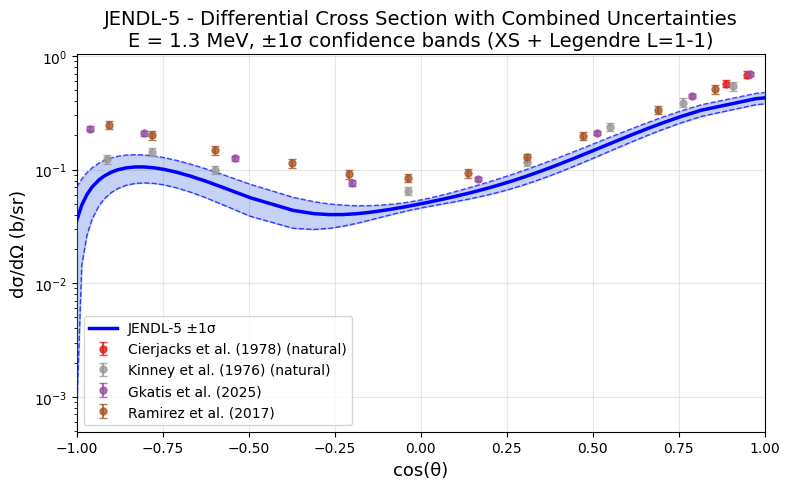 JENDL-5 - Differential Cross Section with Combined Uncertainties
E = 1.3 MeV, ±1σ confidence bands (XS + Legendre L=1-1)
dσ/dΩ (b/sr)
10⁰
10⁻¹
10⁻²
10⁻³
JENDL-5 ±1σ
Cierjacks et al. (1978) (natural)
Kinney et al. (1976) (natural)
Gkatis et al. (2025)
Ramirez et al. (2017)
−1.00 −0.75 −0.50 −0.25 0.00 0.25 0.50 0.75 1.00
cos(θ)